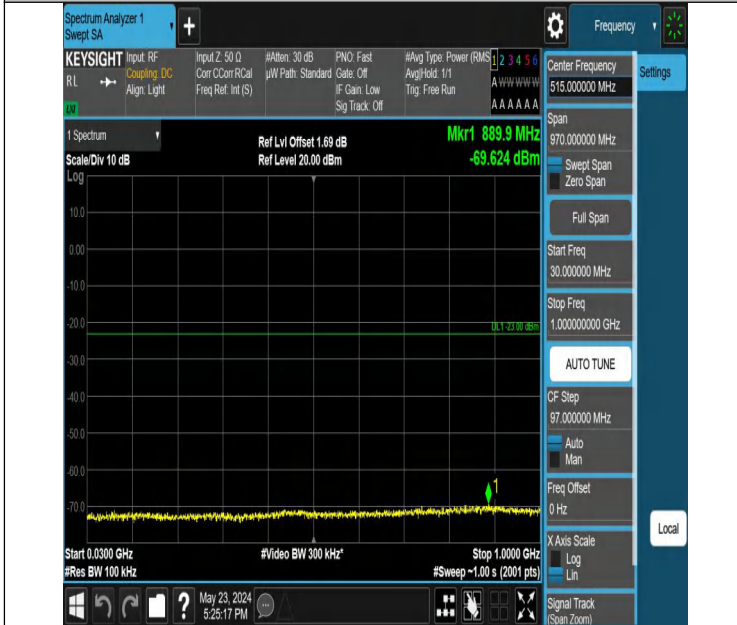 Spectrum Analyzer 1
Swept SA
+
Frequency
KEYSIGHT
RL
Input: RF
Coupling: DC
Align: Light
Input Z: 50 Ω
Corr CCorr RCal
Freq Ref: Int (S)
#Atten: 30 dB
µW Path: Standard
PNO: Fast
Gate: Off
IF Gain: Low
Sig Track: Off
#Avg Type: Power (RMS
Avg|Hold: 1/1
Trig: Free Run
1 2 3 4 5 6
A W W W W W
A A A A A A
1 Spectrum
Scale/Div 10 dB
Ref Lvl Offset 1.69 dB
Ref Level 20.00 dBm
Mkr1 889.9 MHz
-69.624 dBm
Log
10.0
0.00
-10.0
-20.0
DL1 -23.00 dBm
-30.0
-40.0
-50.0
-60.0
1
-70.0
Start 0.0300 GHz
#Res BW 100 kHz
#Video BW 300 kHz*
Stop 1.0000 GHz
#Sweep ~1.00 s (2001 pts)
?
May 23, 2024
5:25:17 PM
Center Frequency
515.000000 MHz
Settings
Span
970.000000 MHz
Swept Span
Zero Span
Full Span
Start Freq
30.000000 MHz
Stop Freq
1.000000000 GHz
AUTO TUNE
CF Step
97.000000 MHz
Auto
Man
Freq Offset
0 Hz
Local
X Axis Scale
Log
Lin
Signal Track
(Span Zoom)